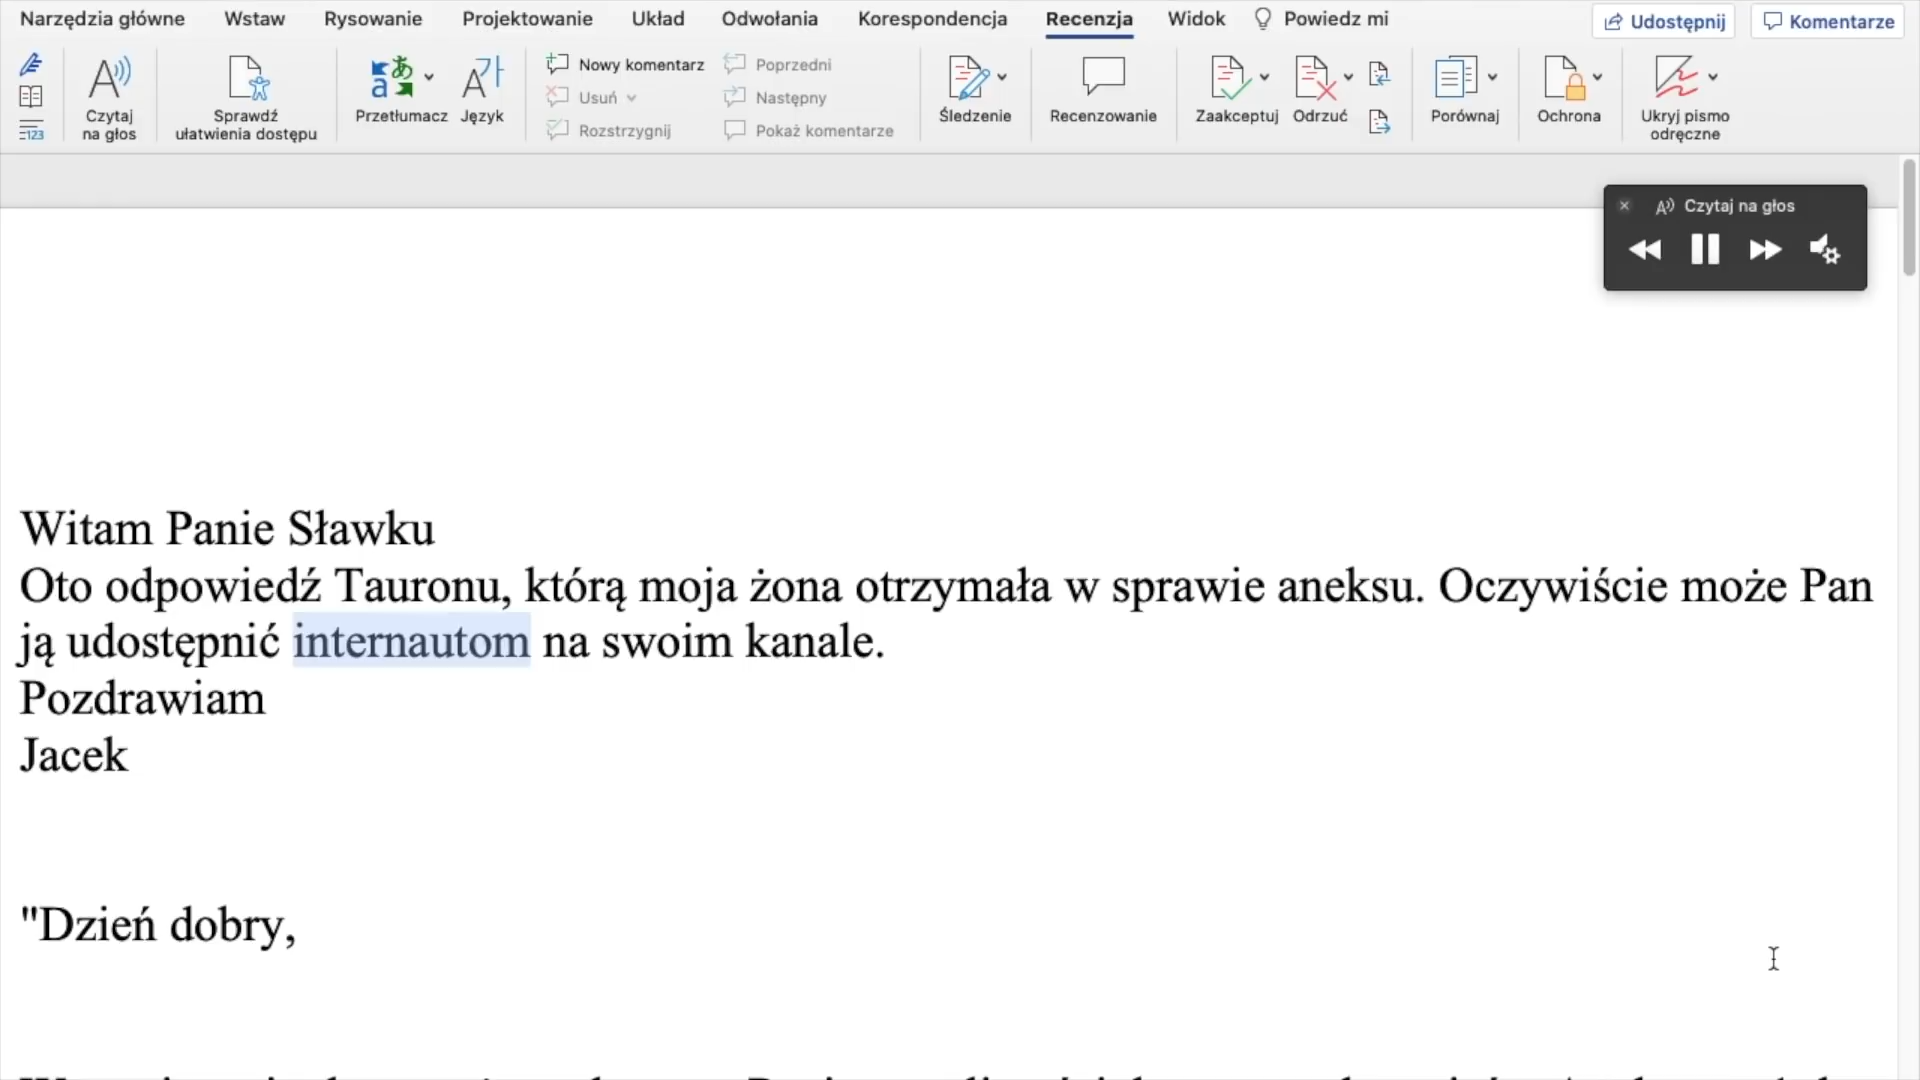 Narzędzia główne Wstaw Rysowanie Projektowanie Układ Odwołania Korespondencja Recenzja Widok Powiedz mi Udostępnij Komentarze
Czytaj na głos
Sprawdź ułatwienia dostępu
Przetłumacz
Język
Nowy komentarz
Usuń
Rozstrzygnij
Poprzedni
Następny
Pokaż komentarze
Śledzenie
Recenzowanie
Zaakceptuj
Odrzuć
Porównaj
Ochrona
Ukryj pismo odręczne
Czytaj na głos
Witam Panie Sławku
Oto odpowiedź Tauronu, którą moja żona otrzymała w sprawie aneksu. Oczywiście może Pan
ją udostępnić internautom na swoim kanale.
Pozdrawiam
Jacek
"Dzień dobry,